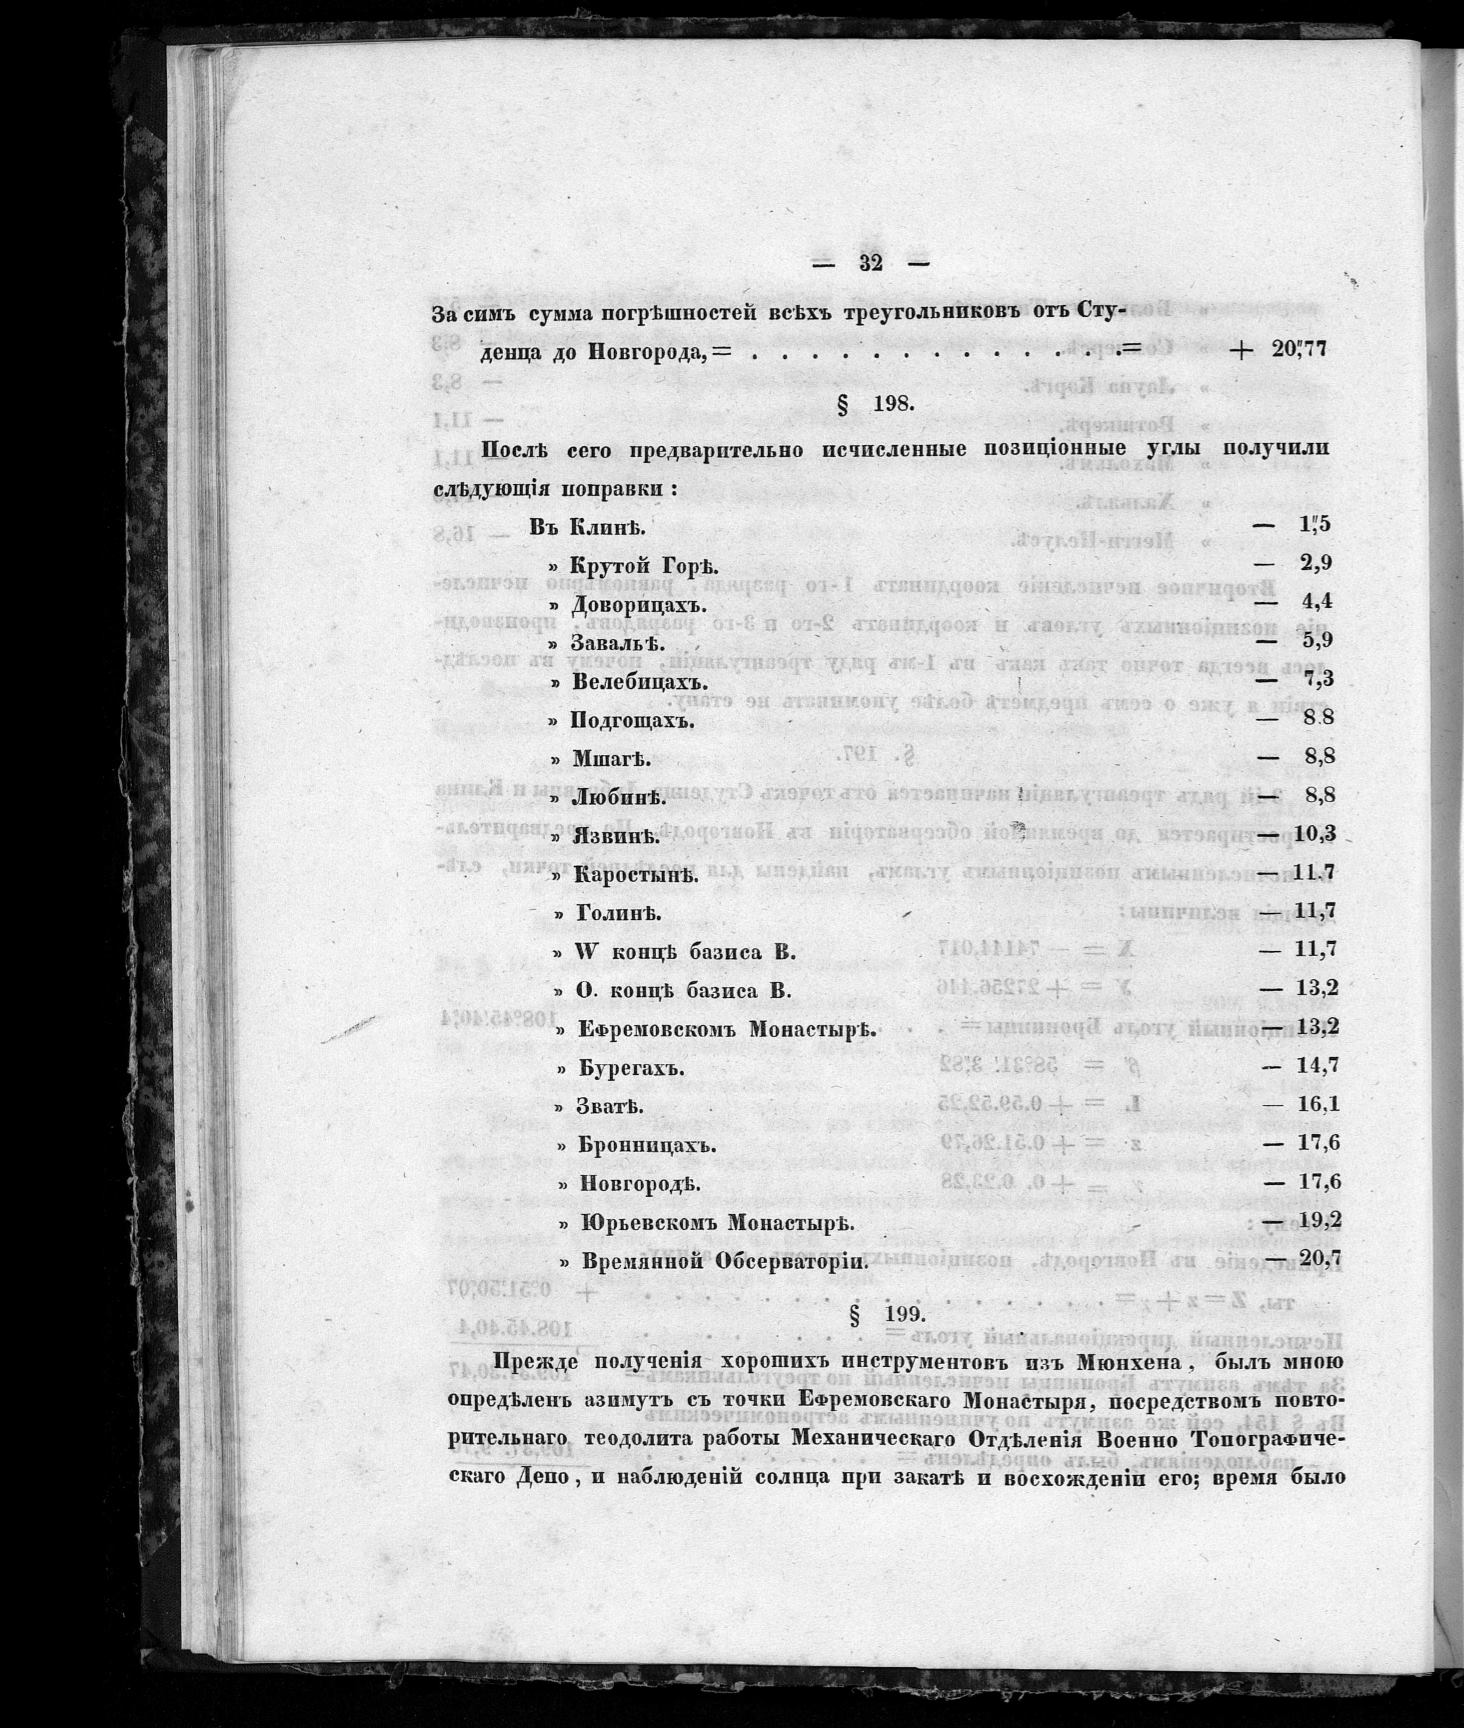 — 32 —
За симъ сумма погрѣшностей всѣхъ треугольниковъ отъ Сту-
денца до Новгорода, = . . . . . . . . . . . . . = + 20″,77
§ 198.
Послѣ сего предварительно исчисленные позиціонные углы получили
слѣдующія поправки :
Въ Клинѣ. — 1″,5
» Крутой Горѣ. — 2,9
» Доворицахъ. — 4,4
» Завальѣ. — 5,9
» Велебицахъ. — 7,3
» Подгощахъ. — 8.8
» Мшагѣ. — 8,8
» Любинѣ. — 8,8
» Язвинѣ. — 10,3
» Каростынѣ. — 11.7
» Голинѣ. — 11,7
» W концѣ базиса В. — 11,7
» О. концѣ базиса В. — 13,2
» Ефремовскомъ Монастырѣ. — 13,2
» Бурегахъ. — 14,7
» Зватѣ. — 16,1
» Бронницахъ. — 17,6
» Новгородѣ. — 17,6
» Юрьевскомъ Монастырѣ. — 19,2
» Времянной Обсерваторіи. — 20,7
§ 199.
Прежде полученія хорошихъ инструментовъ изъ Мюнхена, былъ мною
опредѣленъ азимутъ съ точки Ефремовскаго Монастыря, посредствомъ повто-
рительнаго теодолита работы Механическаго Отдѣленія Военно Топографиче-
скаго Депо, и наблюденій солнца при закатѣ и восхожденіи его; время было